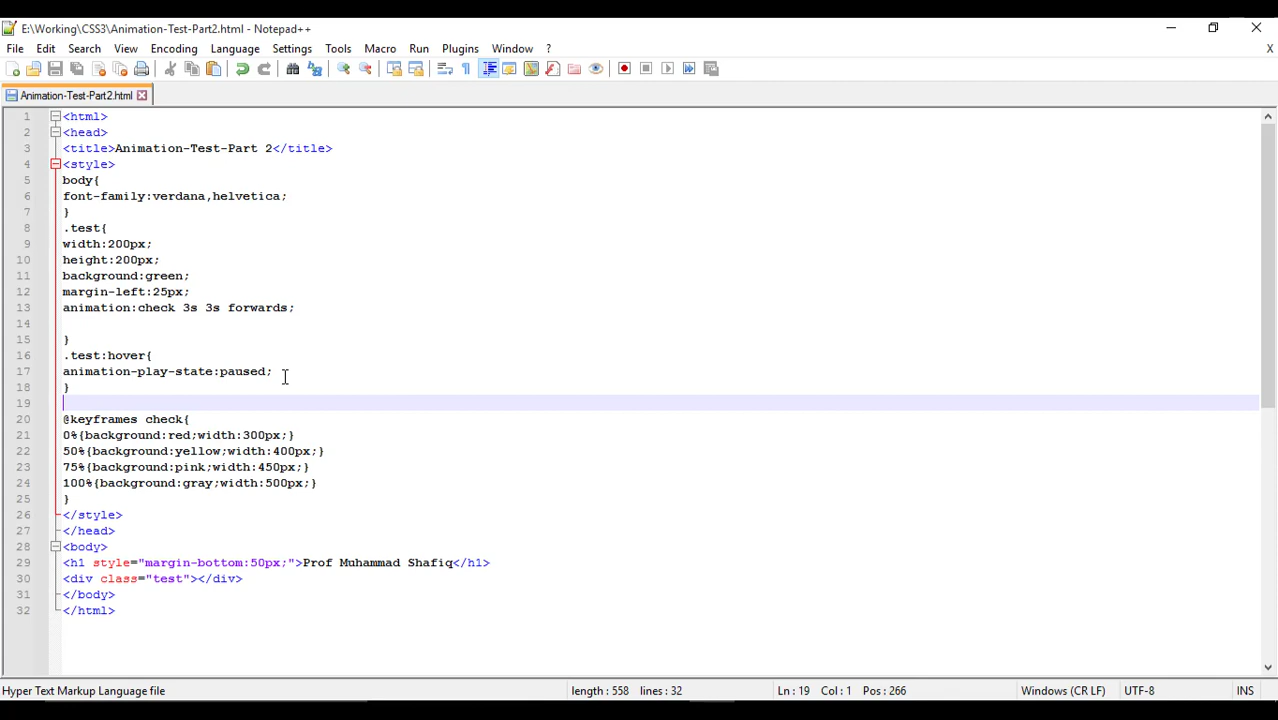 E:\Working\CSS3\Animation-Test-Part2.html - Notepad++
File Edit Search View Encoding Language Settings Tools Macro Run Plugins Window ? X
Animation-Test-Part2.html
1 <html>
2 <head>
3 <title>Animation-Test-Part 2</title>
4 <style>
5 body{
6 font-family:verdana,helvetica;
7 }
8 .test{
9 width:200px;
10 height:200px;
11 background:green;
12 margin-left:25px;
13 animation:check 3s 3s forwards;
14
15 }
16 .test:hover{
17 animation-play-state:paused;
18 }
19
20 @keyframes check{
21 0%{background:red;width:300px;}
22 50%{background:yellow;width:400px;}
23 75%{background:pink;width:450px;}
24 100%{background:gray;width:500px;}
25 }
26 </style>
27 </head>
28 <body>
29 <h1 style="margin-bottom:50px;">Prof Muhammad Shafiq</h1>
30 <div class="test"></div>
31 </body>
32 </html>
Hyper Text Markup Language file length : 558 lines : 32 Ln : 19 Col : 1 Pos : 266 Windows (CR LF) UTF-8 INS